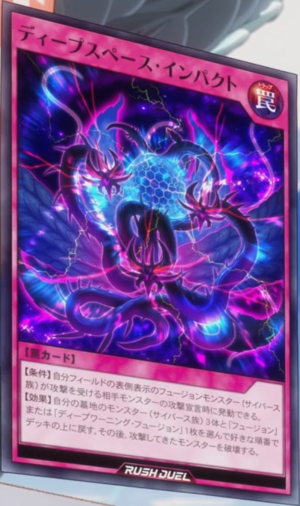 ディープスペース・インパクト
トラップ
罠
【罠カード】
【条件】自分フィールドの表側表示のフュージョンモンスター(サイバース
族)が攻撃を受ける相手モンスターの攻撃宣言時に発動できる。
【効果】自分の墓地のモンスター(サイバース族)3体と「フュージョン」
または「ディープワーニング・フュージョン」1枚を選んで好きな順番で
デッキの上に戻す。その後、攻撃してきたモンスターを破壊する。
RUSH DUEL